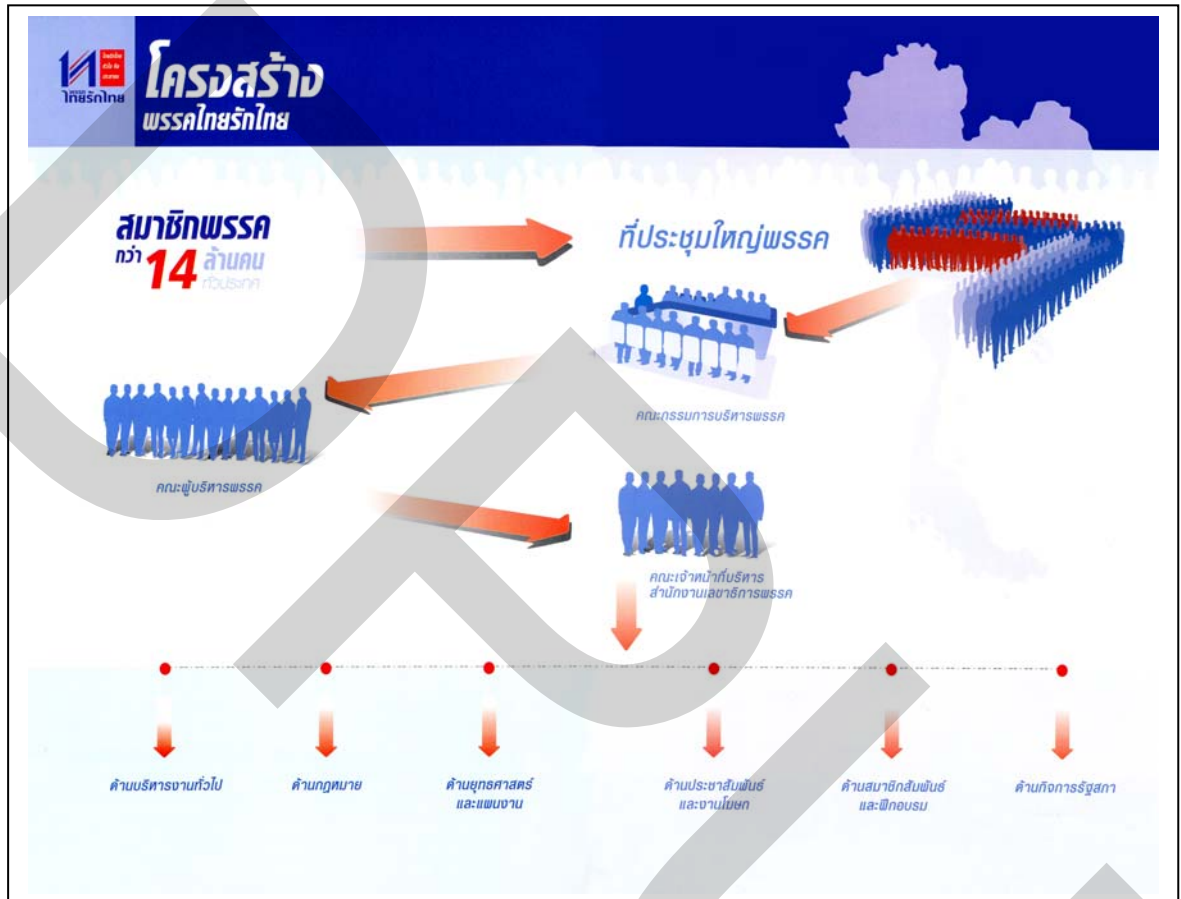 พรรค
ไทยรักไทย
โครงสร้าง
พรรคไทยรักไทย
สมาชิกพรรค
กว่า 14 ล้านคน
ทั่วประเทศ
ที่ประชุมใหญ่พรรค
คณะกรรมการบริหารพรรค
คณะผู้บริหารพรรค
คณะเจ้าหน้าที่บริหาร
สำนักงานเลขาธิการพรรค
ด้านบริหารงานทั่วไป
ด้านกฎหมาย
ด้านยุทธศาสตร์
และแผนงาน
ด้านประชาสัมพันธ์
และงานโฆษก
ด้านสมาชิกสัมพันธ์
และฝึกอบรม
ด้านกิจการรัฐสภา